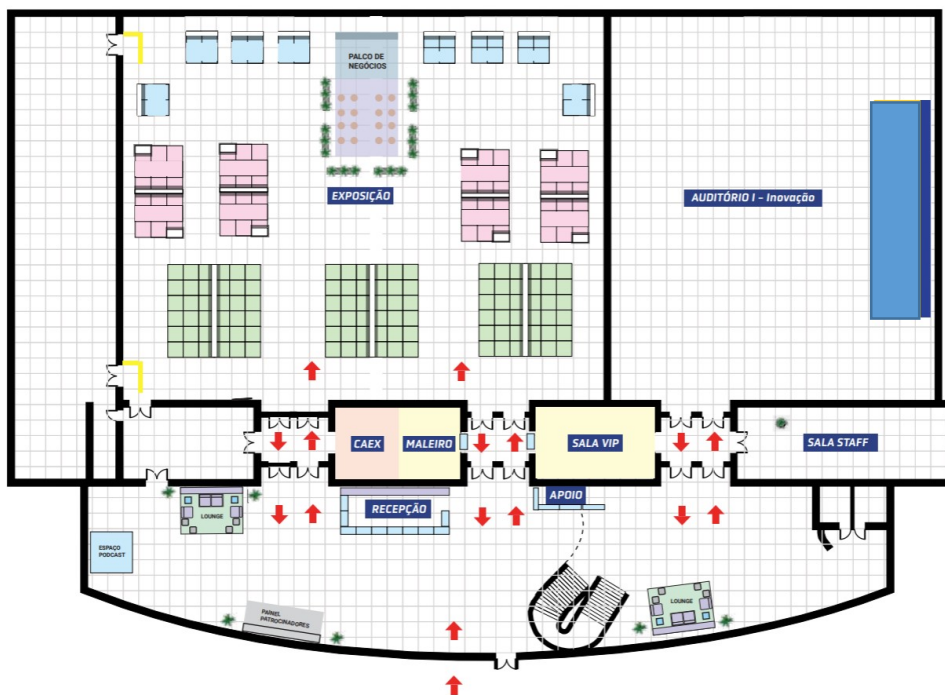 PALCO DE
NEGÓCIOS
EXPOSIÇÃO
AUDITÓRIO I - Inovação
CAEX
MALEIRO
SALA VIP
SALA STAFF
RECEPÇÃO
APOIO
LOUNGE
ESPAÇO
PODCAST
PAINEL
PATROCINADORES
LOUNGE